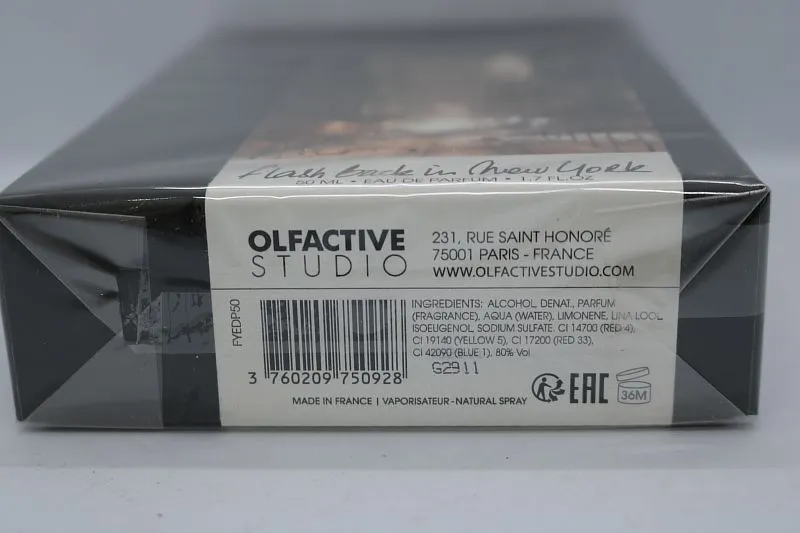 Flash Back in New York
50 ML • EAU DE PARFUM • 1.7 FL.OZ
OLFACTIVE
STUDIO
231, RUE SAINT HONORÉ
75001 PARIS - FRANCE
WWW.OLFACTIVESTUDIO.COM
FYEDP50
INGREDIENTS: ALCOHOL, DENAT., PARFUM
(FRAGRANCE), AQUA (WATER), LIMONENE, LINALOOL,
ISOEUGENOL, SODIUM SULFATE. CI 14700 (RED 4),
CI 19140 (YELLOW 5), CI 17200 (RED 33),
CI 42090 (BLUE 1), 80% Vol
G2911
3 760209 750928
MADE IN FRANCE | VAPORISATEUR - NATURAL SPRAY
EAC
36M